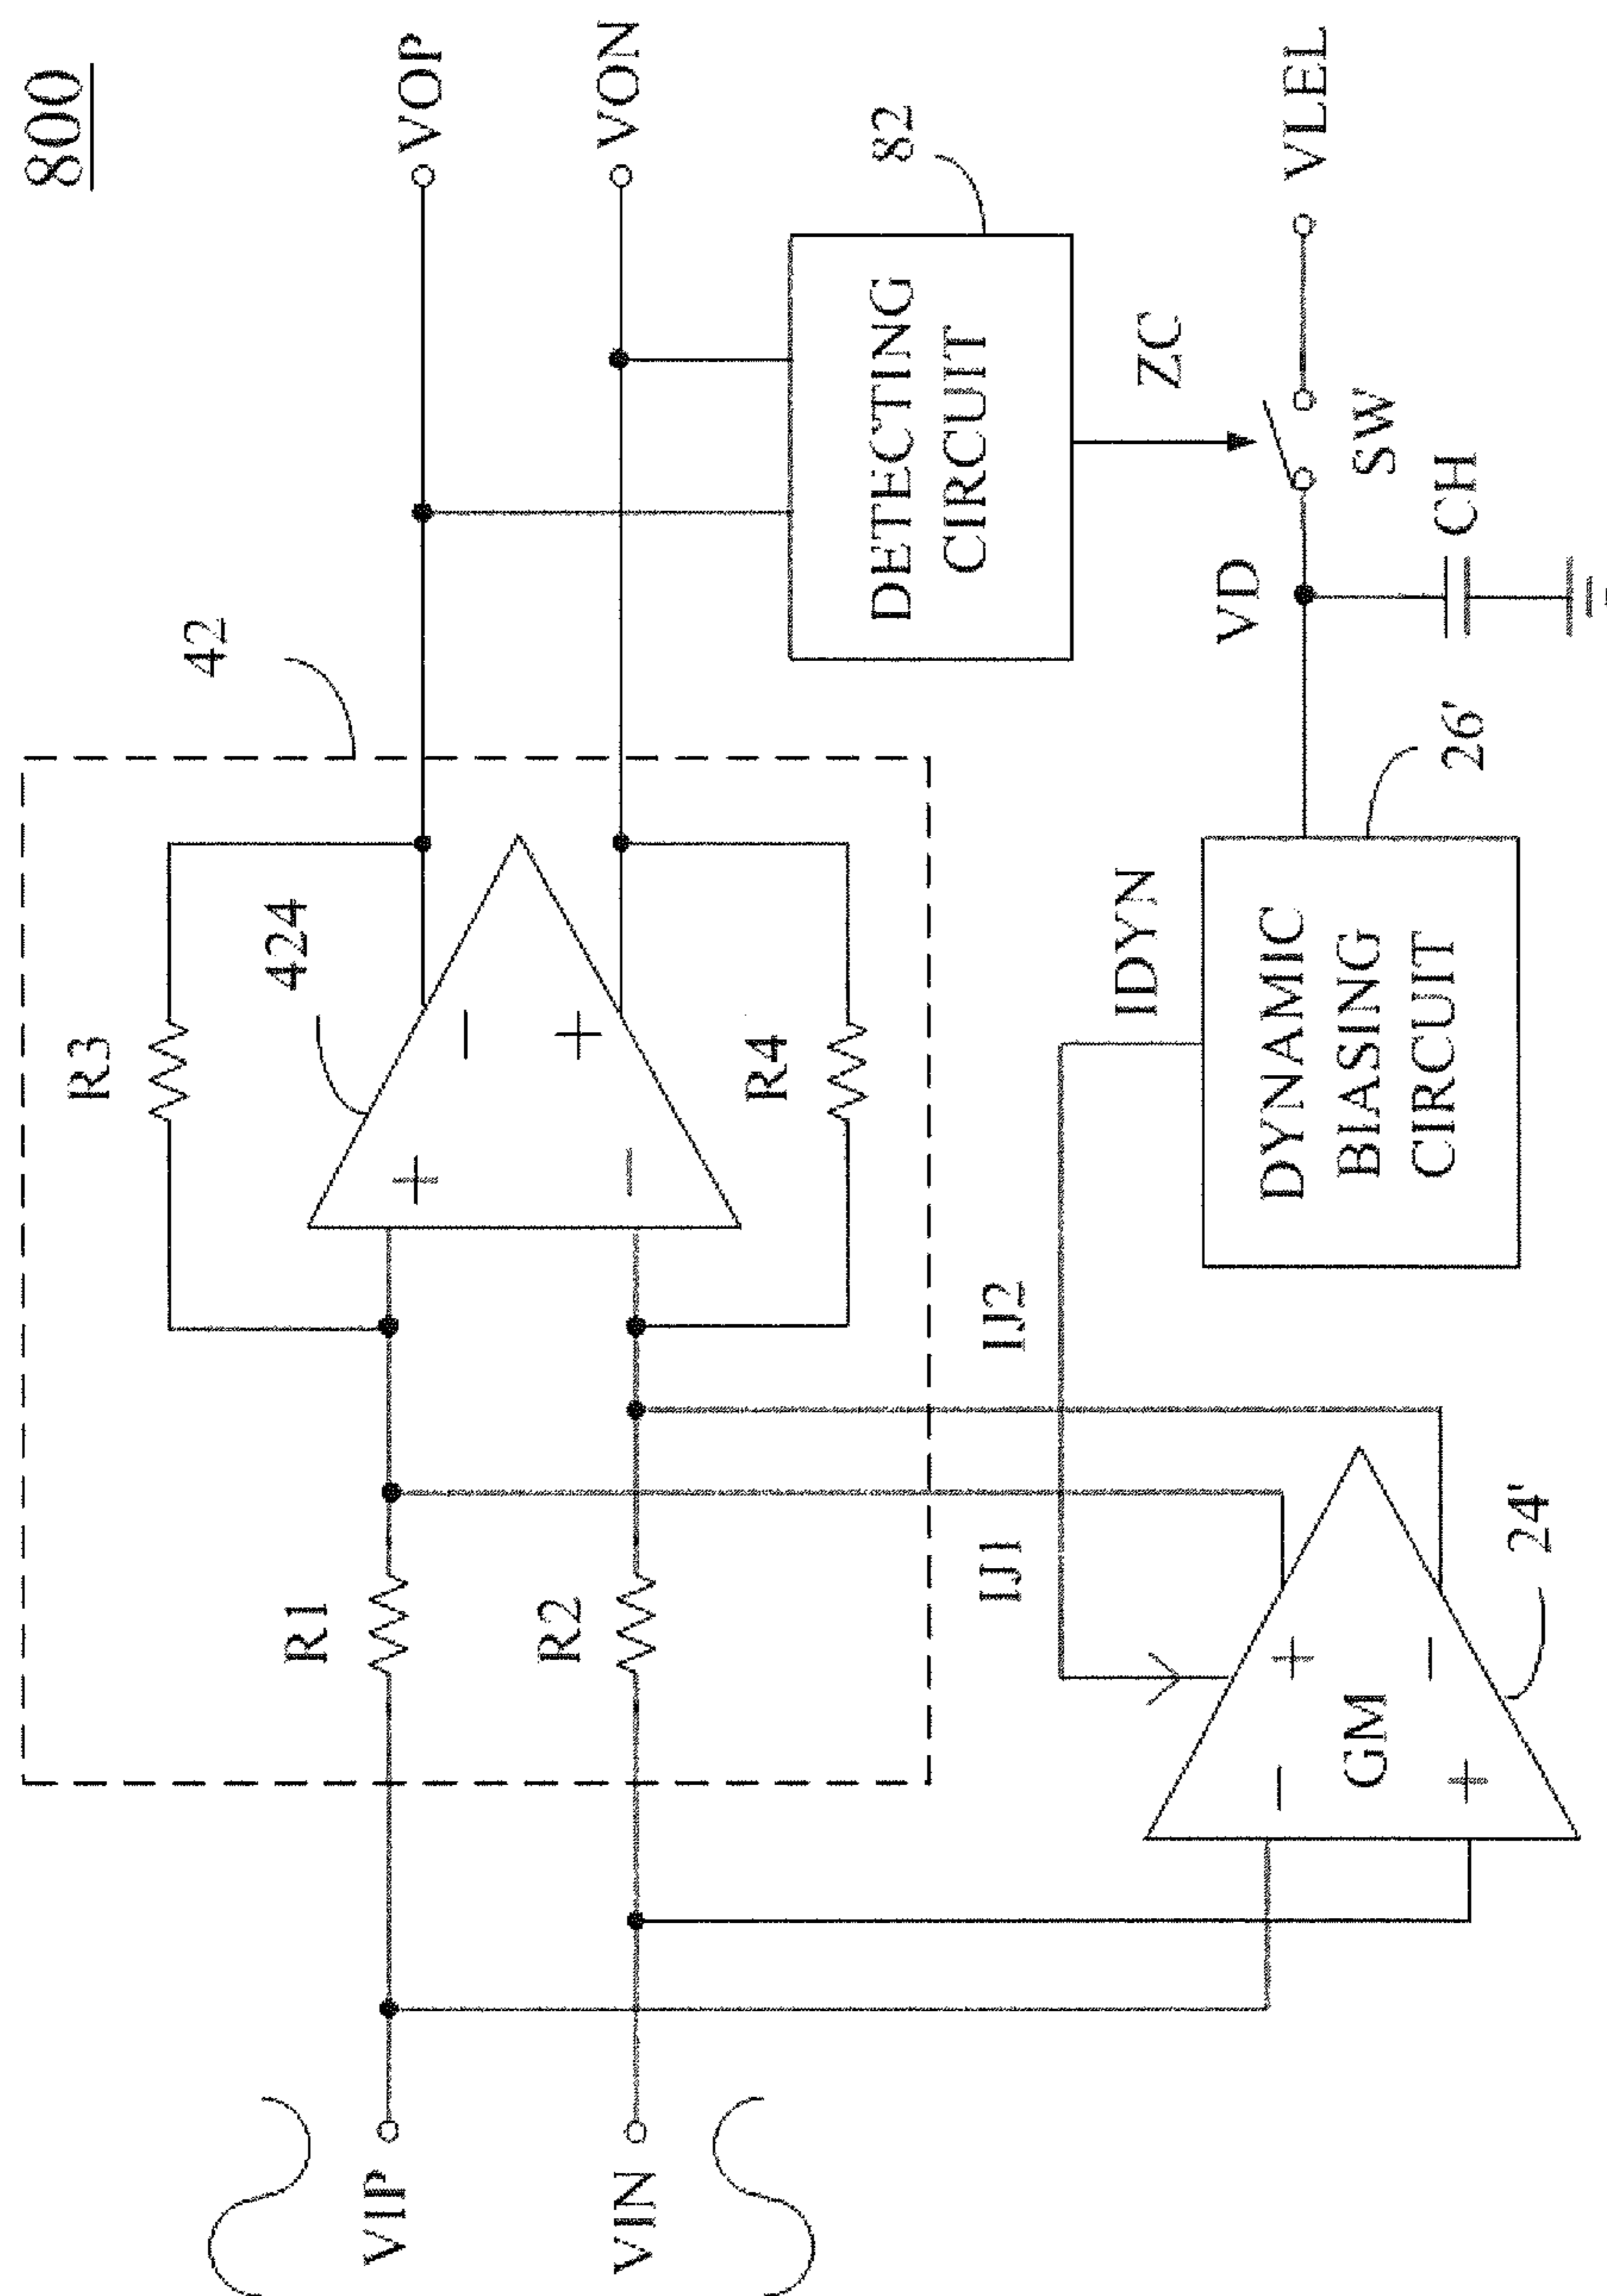 800
42
R3
424
VOP
R1
+
−
VIP
R2
−
+
VON
VIN
R4
82
DETECTING
CIRCUIT
IJ1
IJ2
IDYN
ZC
VD
VLEL
SW
−
+
GM
+
−
24'
DYNAMIC
BIASING
CIRCUIT
26'
CH